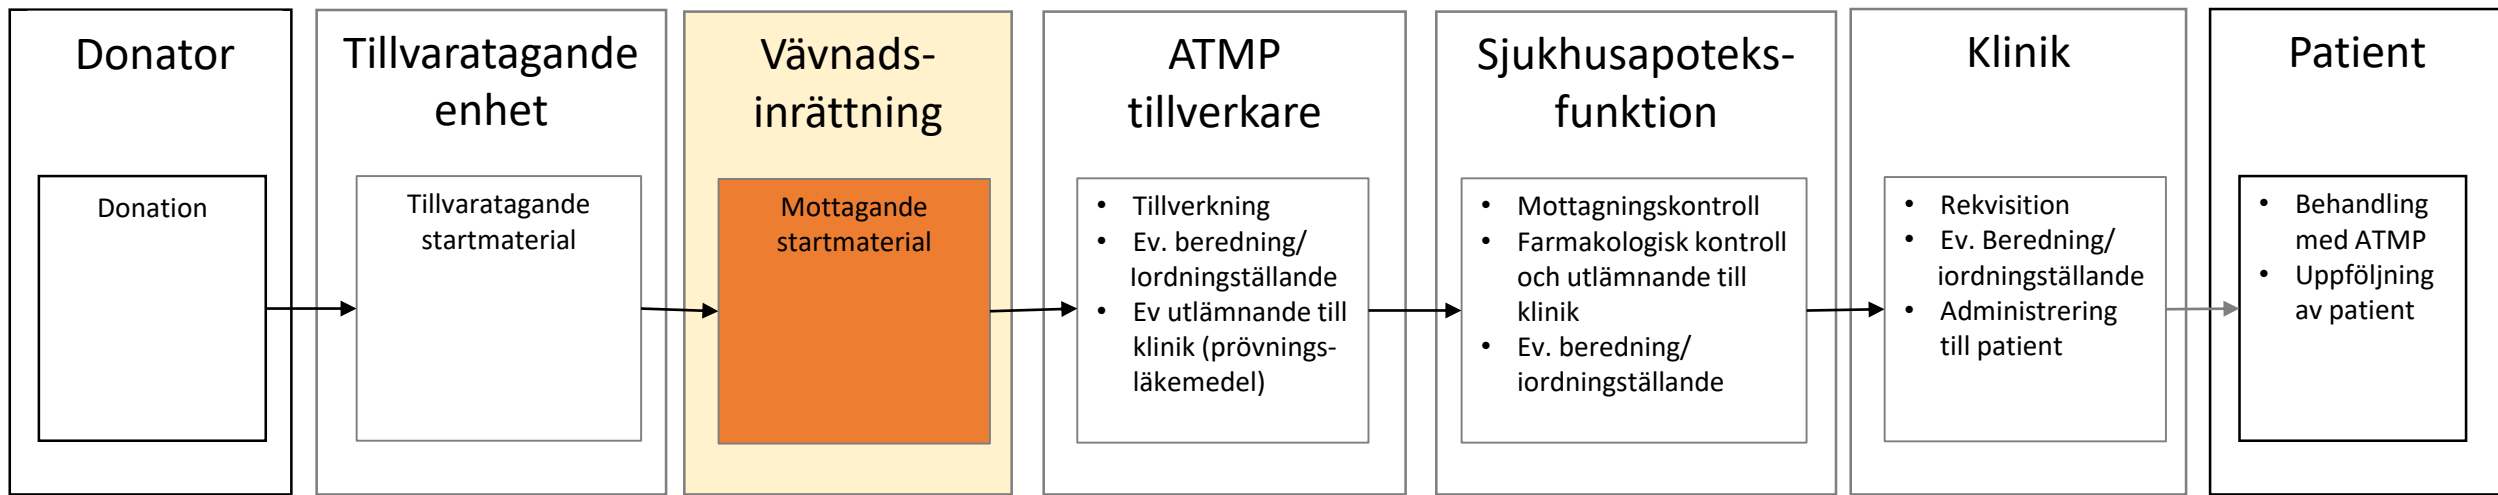 Donator
Donation
Tillvaratagande
enhet
Tillvaratagande
startmaterial
Vävnads-
inrättning
Mottagande
startmaterial
ATMP
tillverkare
• Tillverkning
• Ev. beredning/
Iordningställande
• Ev utlämnande till
klinik (prövnings-
läkemedel)
Sjukhusapoteks-
funktion
• Mottagningskontroll
• Farmakologisk kontroll
och utlämnande till
klinik
• Ev. beredning/
iordningställande
Klinik
• Rekvisition
• Ev. Beredning/
iordningställande
• Administrering
till patient
Patient
• Behandling
med ATMP
• Uppföljning
av patient